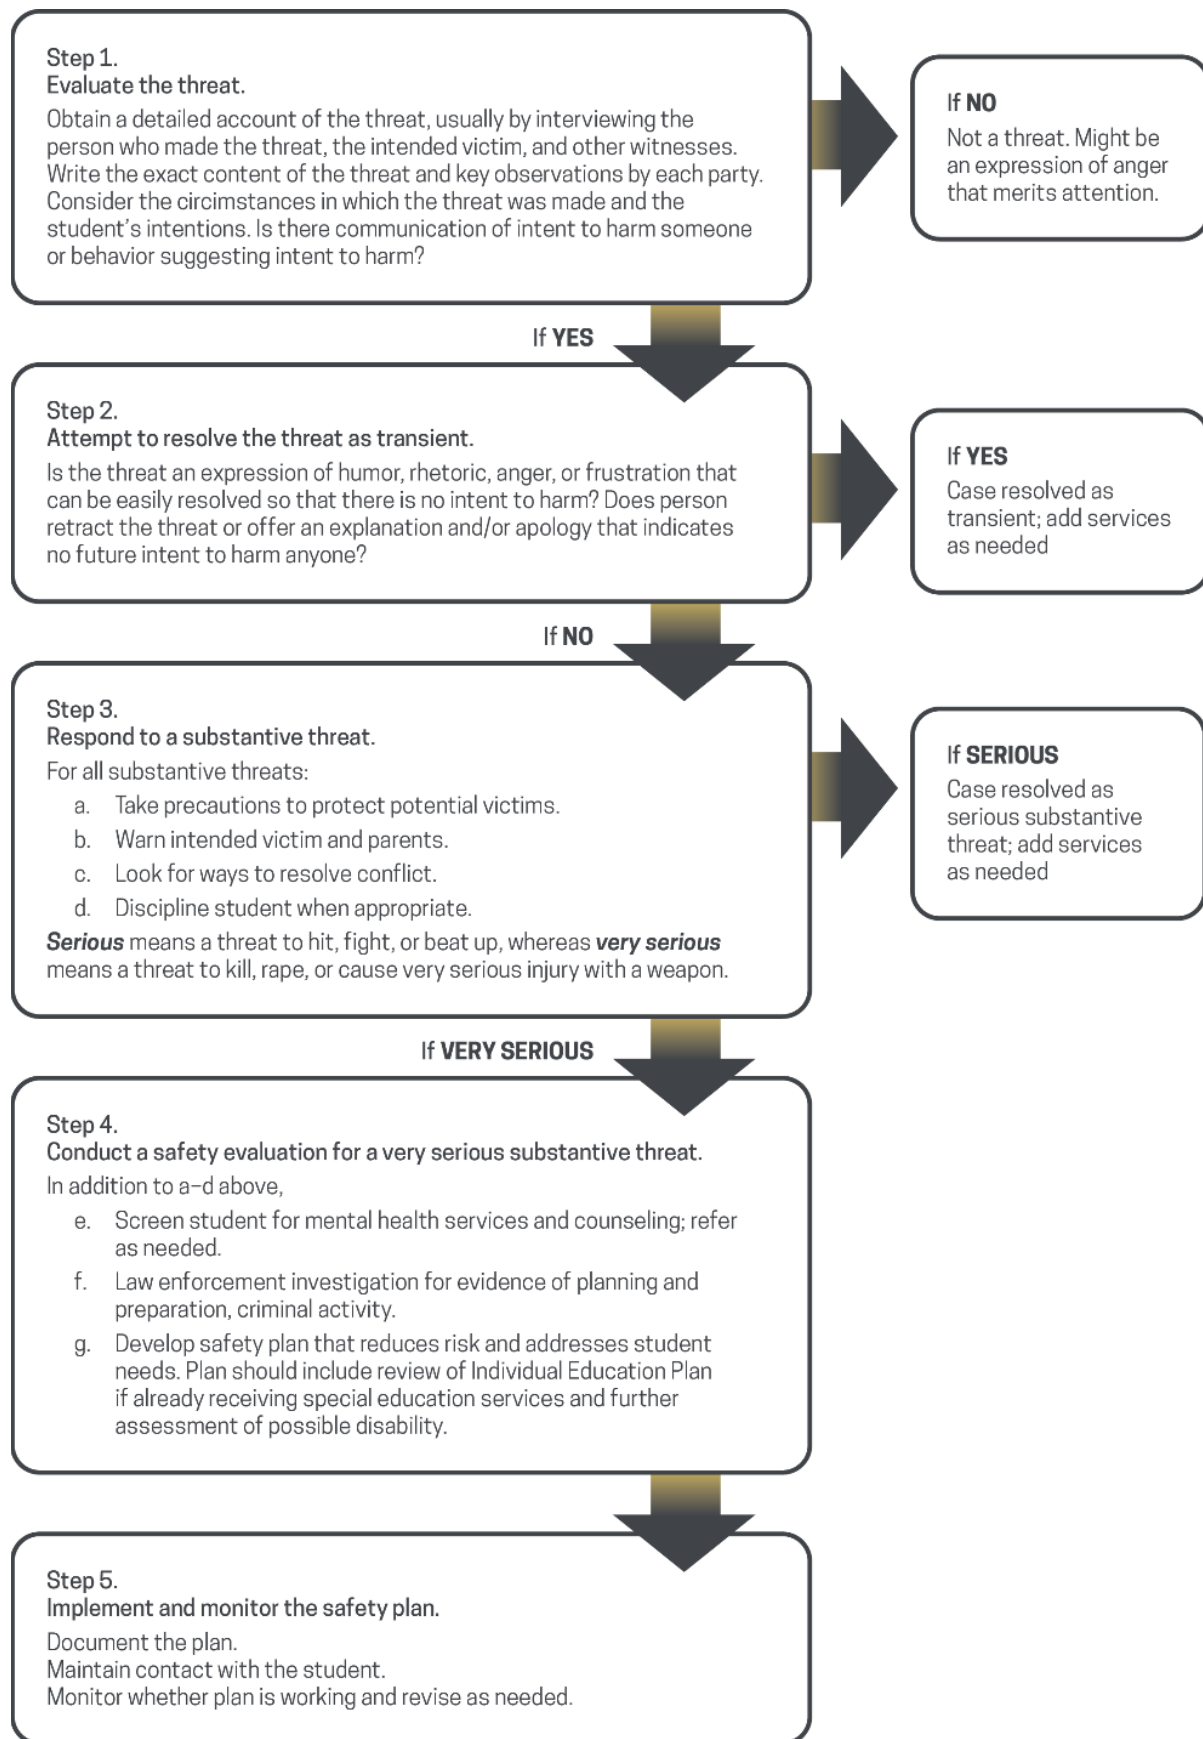 Step 1.
Evaluate the threat.
Obtain a detailed account of the threat, usually by interviewing the
person who made the threat, the intended victim, and other witnesses.
Write the exact content of the threat and key observations by each party.
Consider the circumstances in which the threat was made and the
student's intentions. Is there communication of intent to harm someone
or behavior suggesting intent to harm?
If NO
Not a threat. Might be
an expression of anger
that merits attention.
If YES
Step 2.
Attempt to resolve the threat as transient.
Is the threat an expression of humor, rhetoric, anger, or frustration that
can be easily resolved so that there is no intent to harm? Does person
retract the threat or offer an explanation and/or apology that indicates
no future intent to harm anyone?
If YES
Case resolved as
transient; add services
as needed
If NO
Step 3.
Respond to a substantive threat.
For all substantive threats:
a. Take precautions to protect potential victims.
b. Warn intended victim and parents.
c. Look for ways to resolve conflict.
d. Discipline student when appropriate.
Serious means a threat to hit, fight, or beat up, whereas very serious
means a threat to kill, rape, or cause very serious injury with a weapon.
If SERIOUS
Case resolved as
serious substantive
threat; add services
as needed
If VERY SERIOUS
Step 4.
Conduct a safety evaluation for a very serious substantive threat.
In addition to a–d above,
e. Screen student for mental health services and counseling; refer
as needed.
f. Law enforcement investigation for evidence of planning and
preparation, criminal activity.
g. Develop safety plan that reduces risk and addresses student
needs. Plan should include review of Individual Education Plan
if already receiving special education services and further
assessment of possible disability.
Step 5.
Implement and monitor the safety plan.
Document the plan.
Maintain contact with the student.
Monitor whether plan is working and revise as needed.